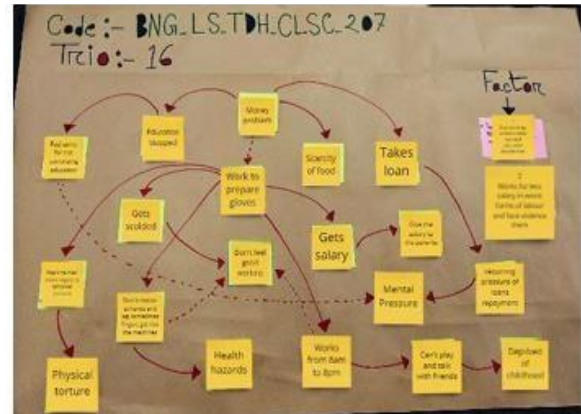 Code :- BNG_LS_TDH_CLSC_207
Trio :- 16
Factor
Money
problem
Education
stopped
Scarcity
of food
Takes
loan
Work to
prepare
gloves
Gets
scolded
Gets
salary
Give the
salary to
the parents
Don't feel
good
working
Mental
Pressure
Returning
pressure of
loans
repayment
Works for less
salary in worst
forms of labour
and face violence
Physical
torture
Health
hazards
Works
from 8am
to 8pm
Can't play
and talk
with friends
Deprived
of
childhood